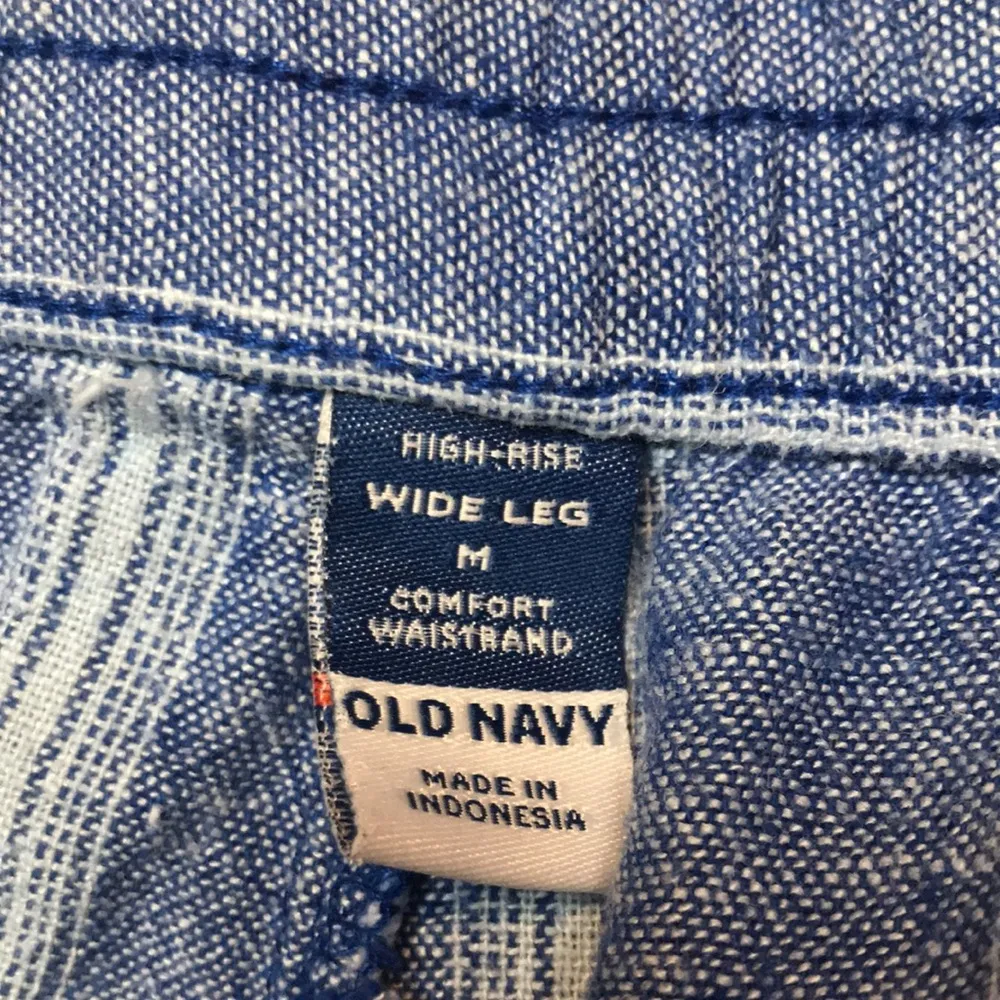 HIGH-RISE
WIDE LEG
M
COMFORT
WAISTBAND
OLD NAVY
MADE IN
INDONESIA